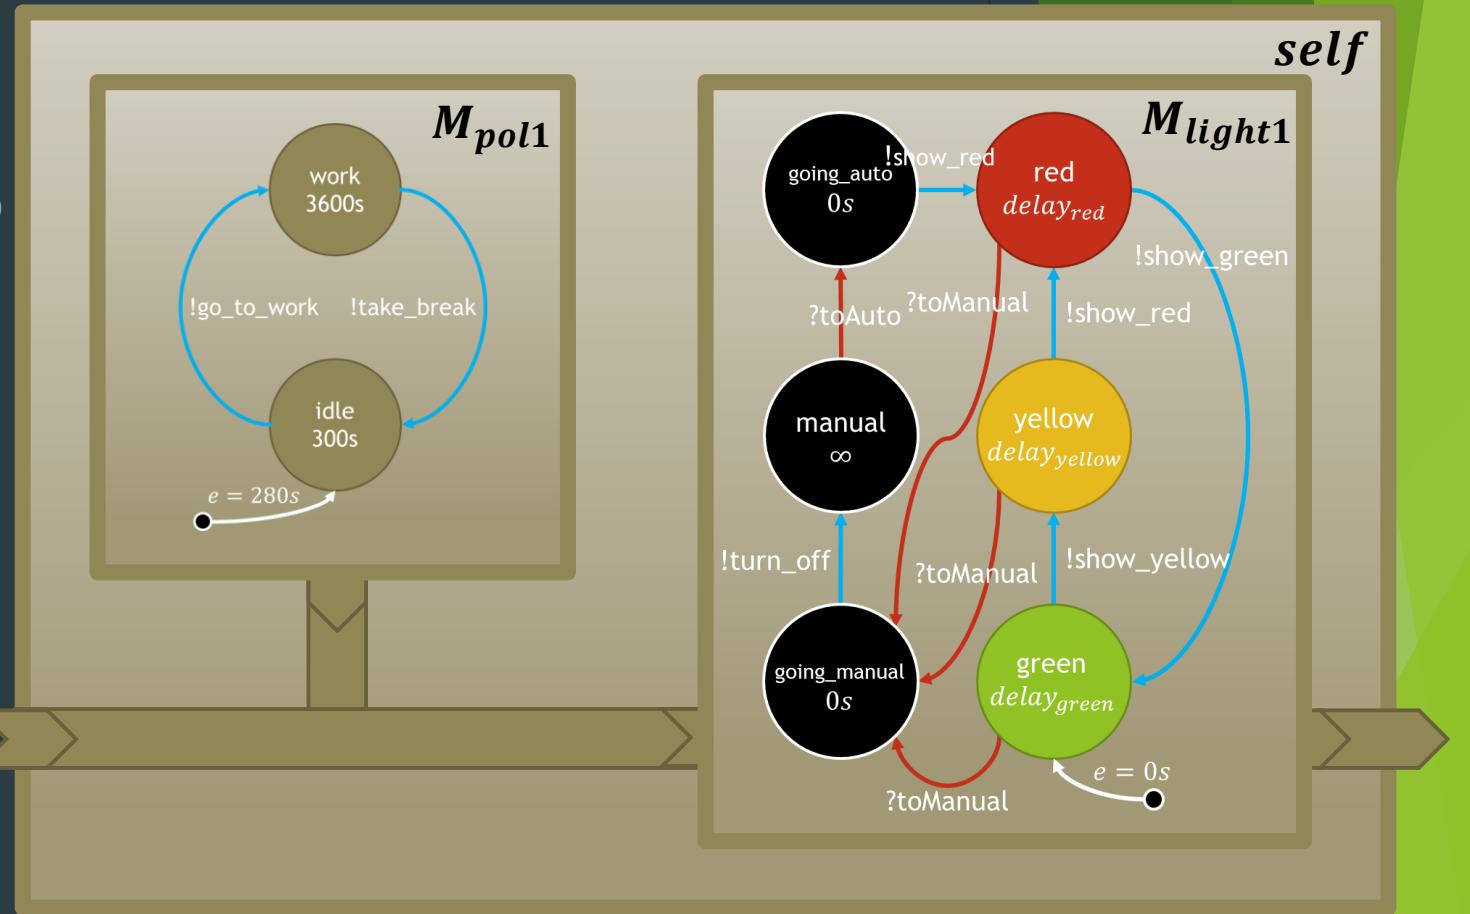 self
M_pol1
work
3600s
!go_to_work
!take_break
idle
300s
e = 280s
M_light1
going_auto
0s
!show_red
red
delay_red
!show_green
?toAuto
?toManual
!show_red
manual
∞
yellow
delay_yellow
!turn_off
?toManual
!show_yellow
going_manual
0s
green
delay_green
e = 0s
?toManual